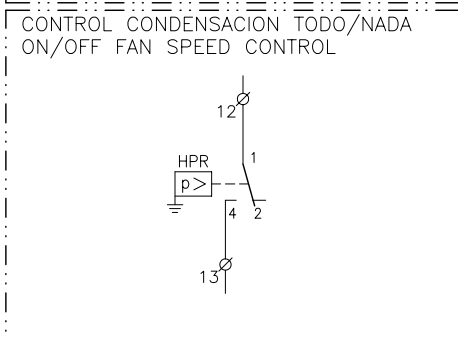 CONTROL CONDENSACION TODO/NADA
ON/OFF FAN SPEED CONTROL
12
1
HPR
p>
4 2
13